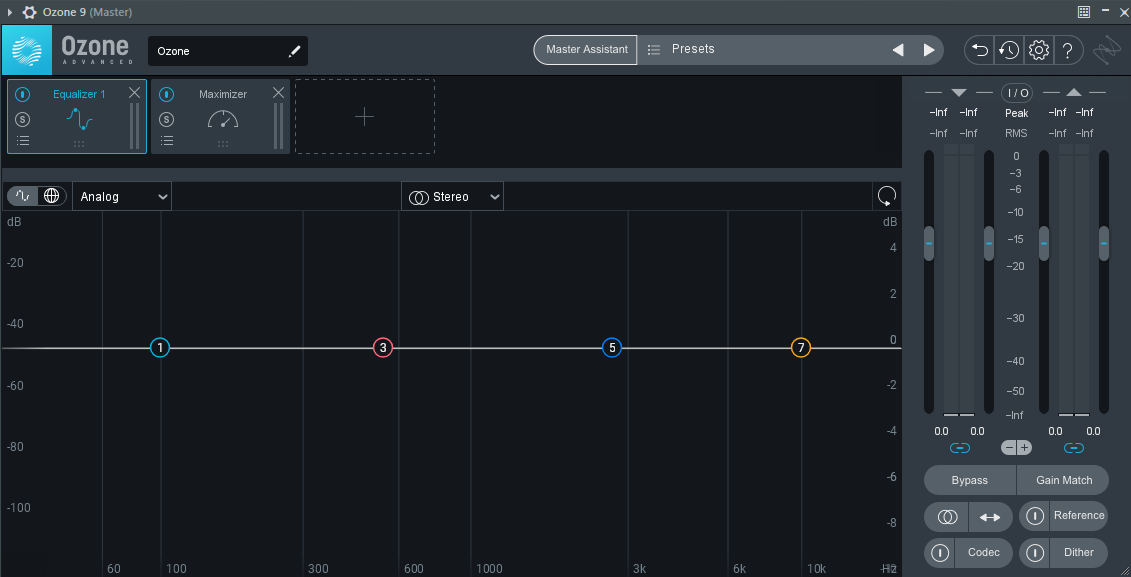 Ozone 9 (Master)
Ozone
ADVANCED
Ozone
Master Assistant
Presets
?
Equalizer 1
S
Maximizer
S
I / O
-Inf -Inf Peak -Inf -Inf
-Inf -Inf RMS -Inf -Inf
Analog
Stereo
dB
-20
-40
-60
-80
-100
1
3
5
7
dB
4
2
0
-2
-4
-6
-8
60 100 300 600 1000 3k 6k 10k Hz
0
-3
-6
-10
-15
-20
-30
-40
-50
-Inf
0.0 0.0 0.0 0.0
Bypass Gain Match
Reference
Codec Dither